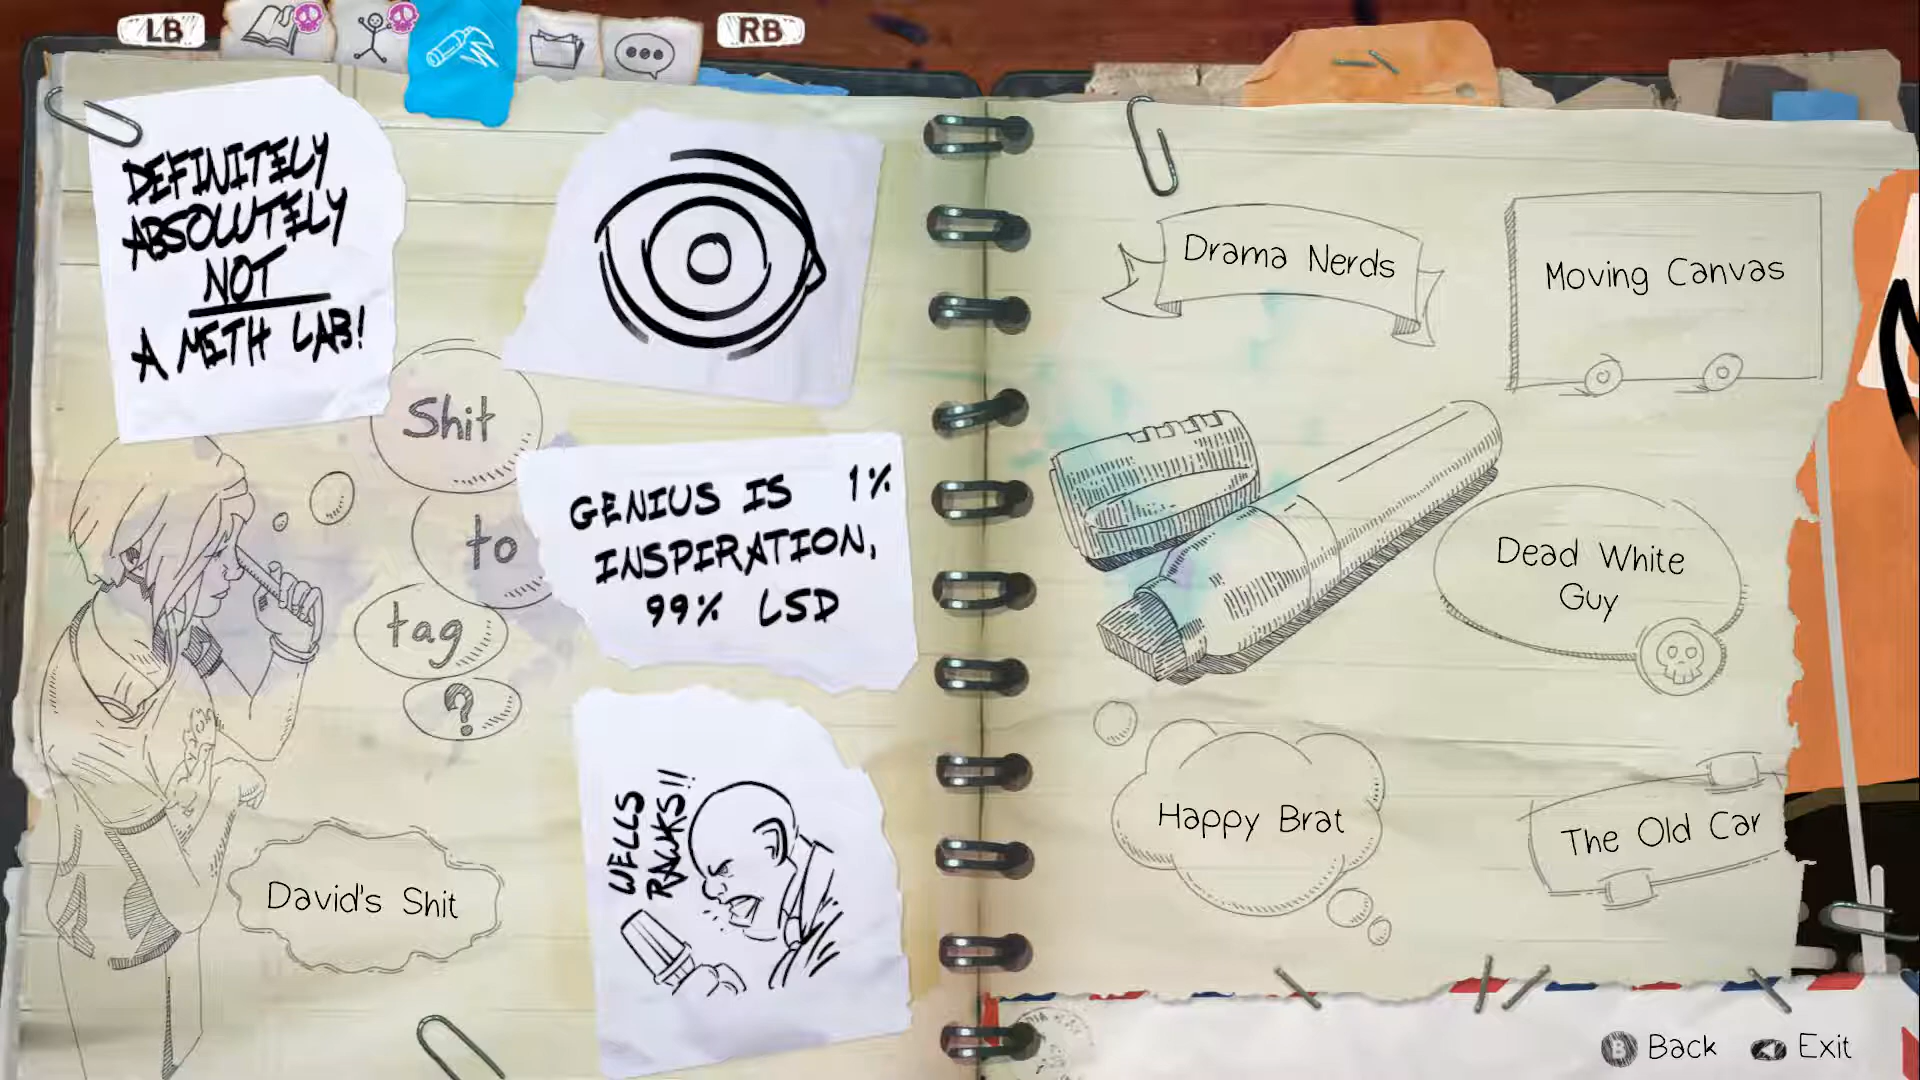 LB
RB
DEFINITELY
ABSOLUTELY
NOT
A METH LAB!
Shit
to
tag
?
GENIUS IS 1%
INSPIRATION,
99% LSD
WELLS
RAWKS!!
David's Shit
Drama Nerds
Moving Canvas
Dead White
Guy
Happy Brat
The Old Car
B Back
Exit